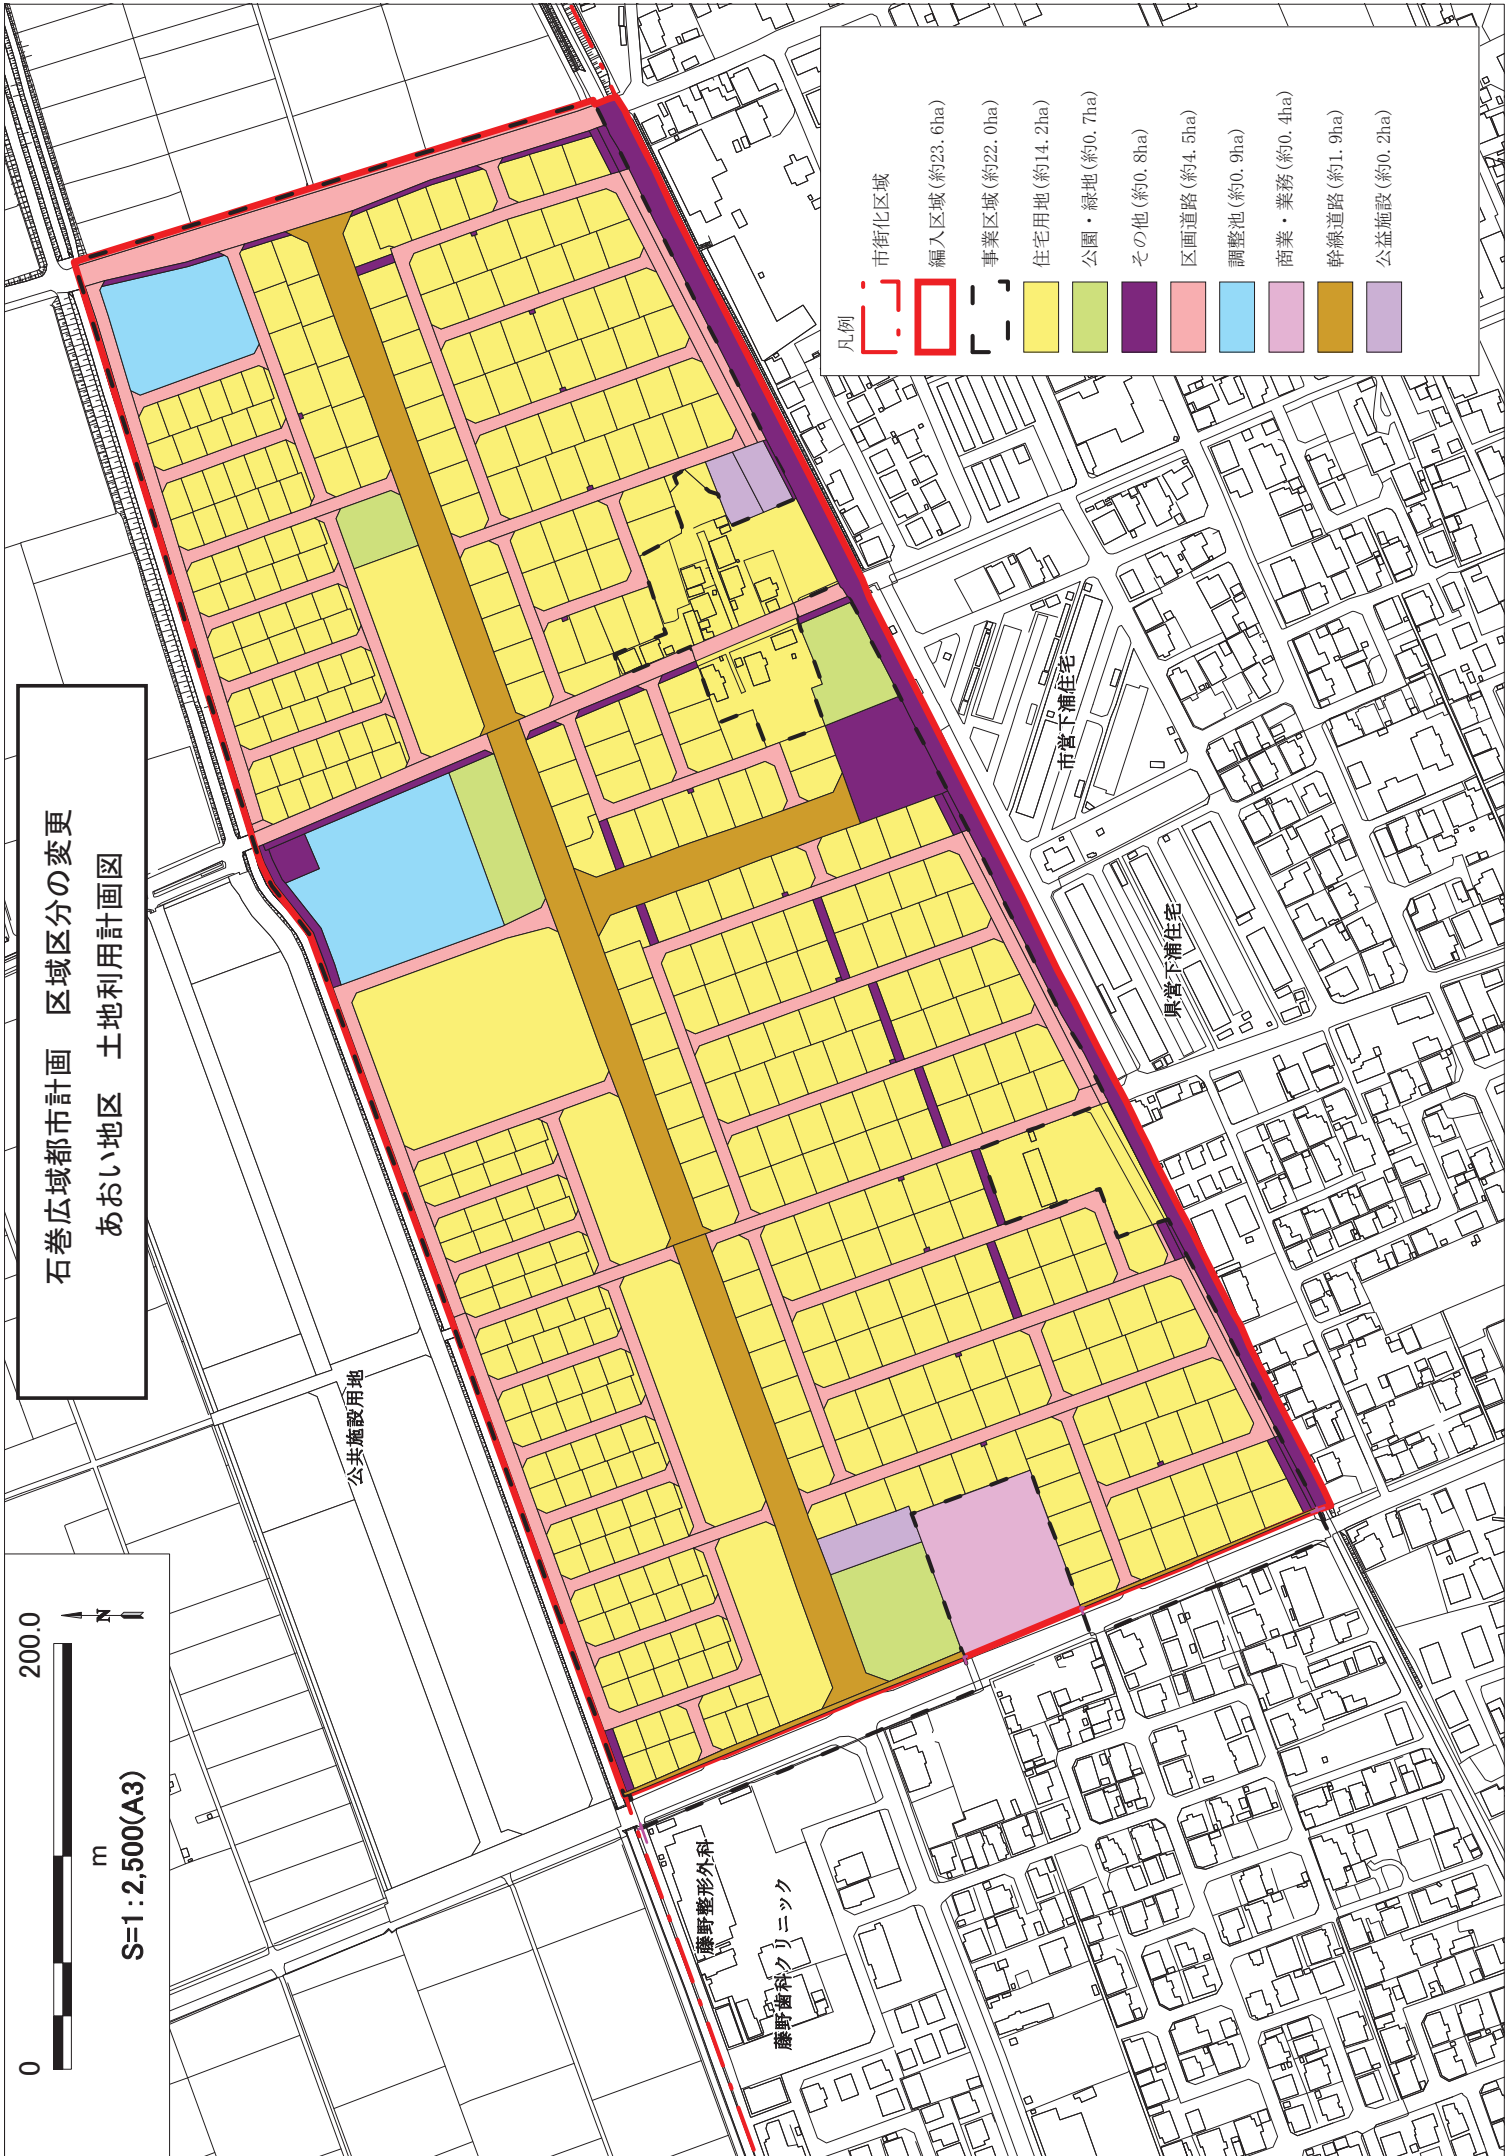 石巻広域都市計画　区域区分の変更
あおい地区　土地利用計画図
0
200.0
m
S=1:2,500(A3)
N
公共施設用地
藤野整形外科
藤野歯科クリニック
市営下浦住宅
県営下浦住宅
凡例
市街化区域
編入区域(約23.6ha)
事業区域(約22.0ha)
住宅用地(約14.2ha)
公園・緑地(約0.7ha)
その他(約0.8ha)
区画道路(約4.5ha)
調整池(約0.9ha)
商業・業務(約0.4ha)
幹線道路(約1.9ha)
公益施設(約0.2ha)